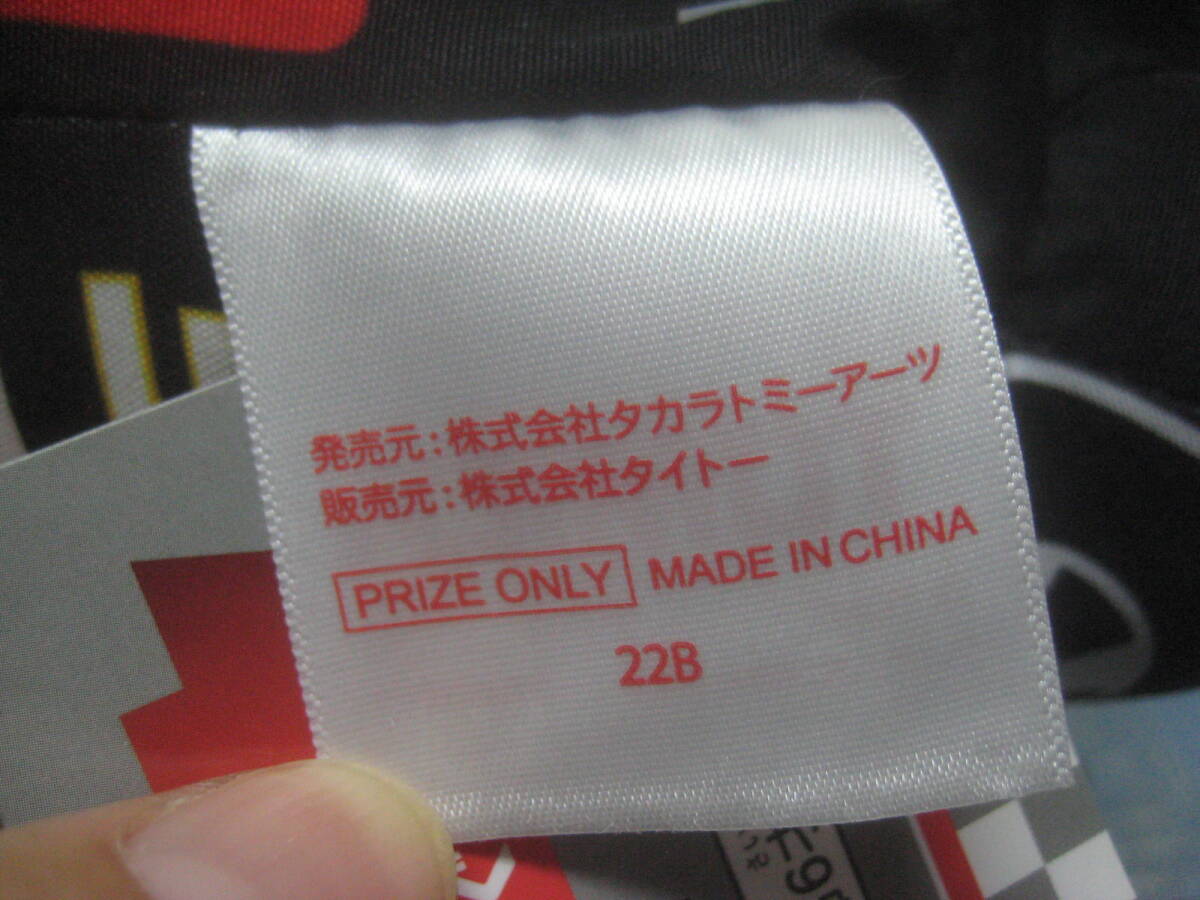 発売元:株式会社タカラトミーアーツ
販売元:株式会社タイトー
PRIZE ONLY MADE IN CHINA
22B